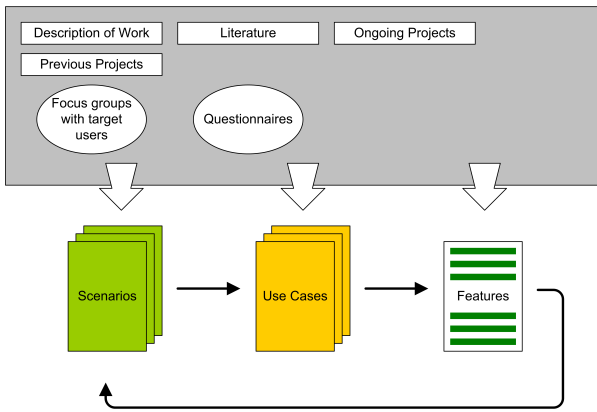 Description of Work
Literature
Ongoing Projects
Previous Projects
Focus groups
with target
users
Questionnaires
Scenarios
Use Cases
Features